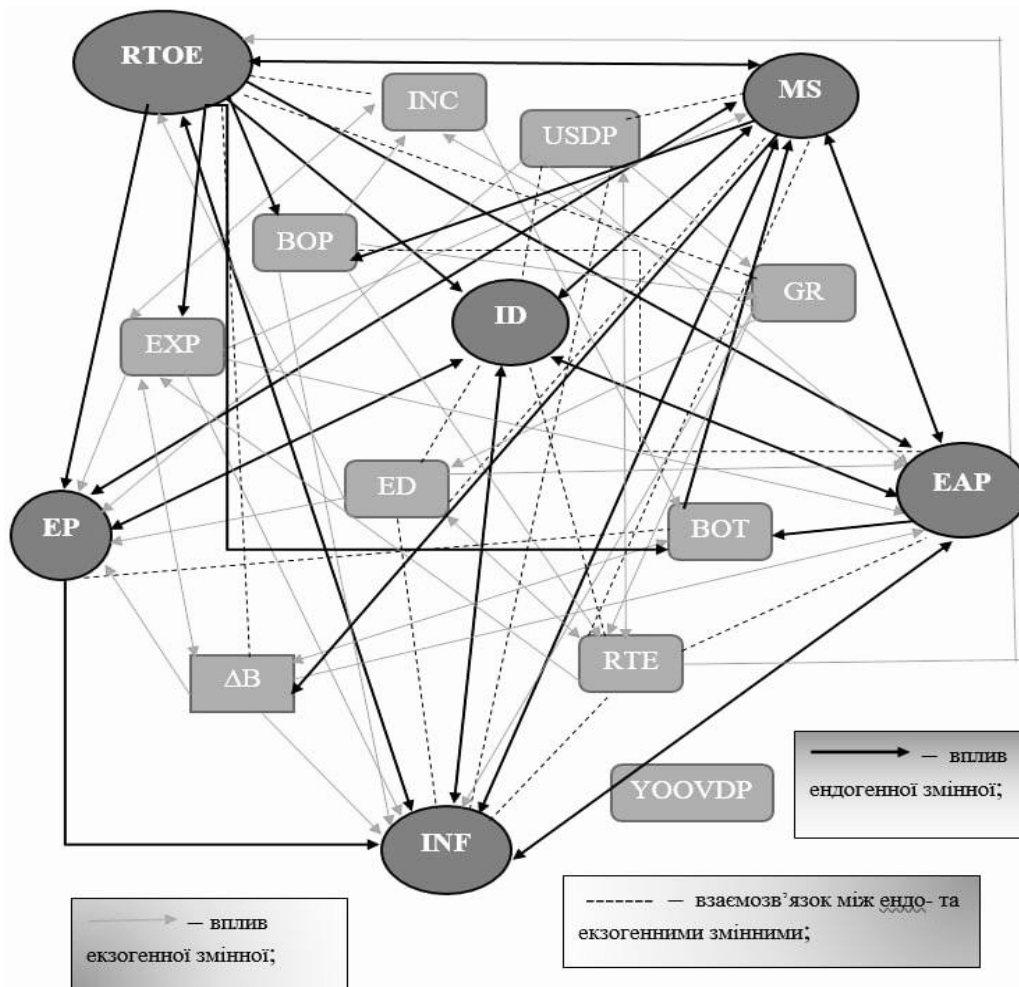 RTOE
MS
INC
USDP
BOP
GR
ID
EXP
ED
EAP
EP
BOT
RTE
ΔB
YOOVDP
INF
– вплив
ендогенної змінної;
– взаємозв’язок між ендо- та
екзогенними змінними;
– вплив
екзогенної змінної;